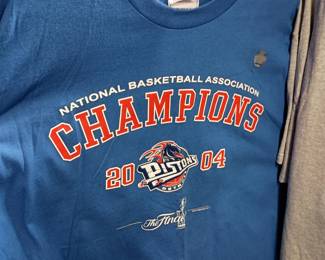 NATIONAL BASKETBALL ASSOCIATION
CHAMPIONS
20 04
PISTONS
The Finals